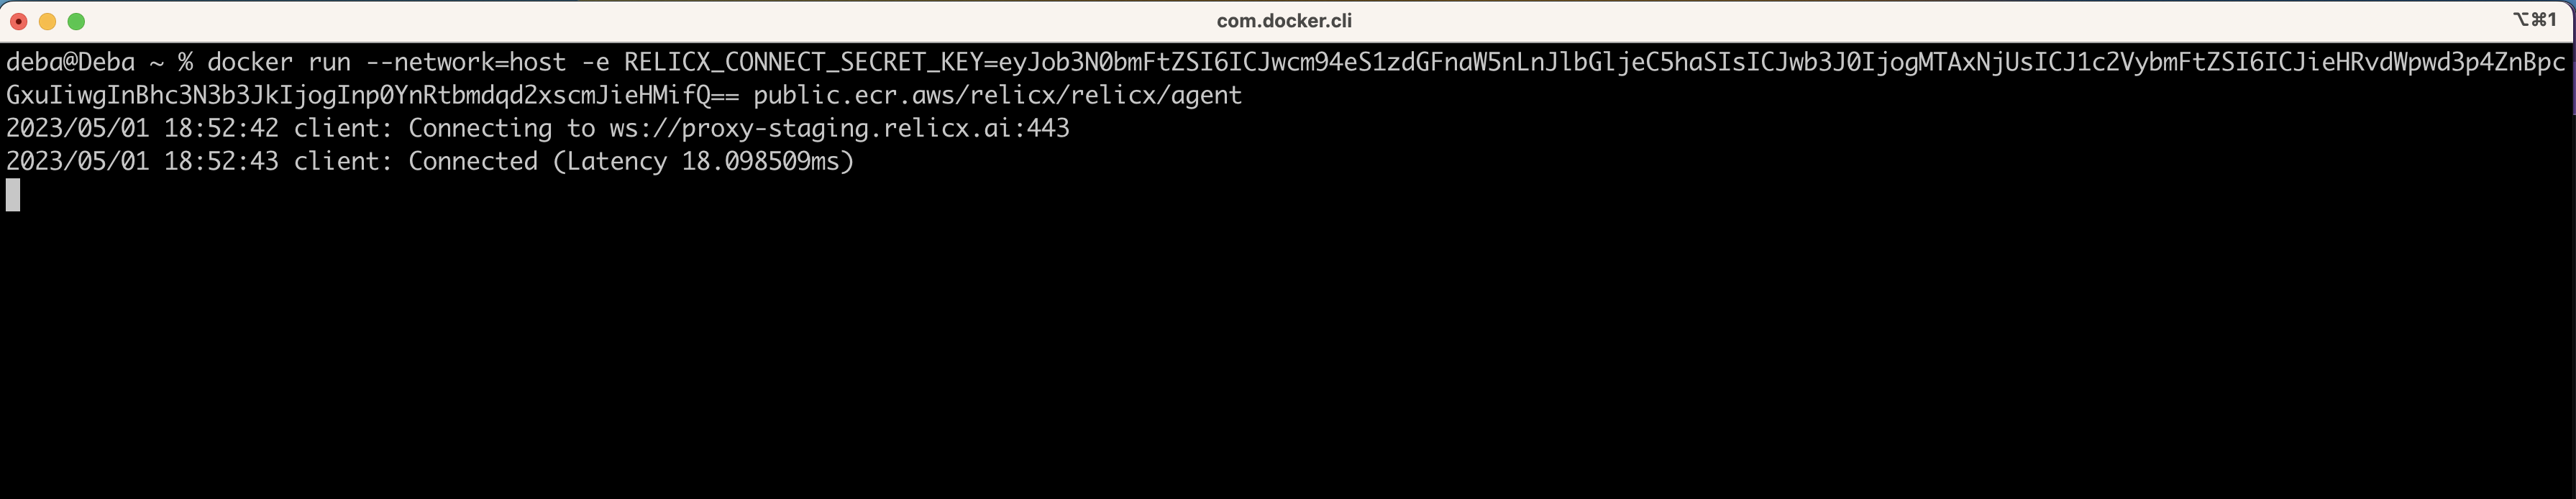 com.docker.cli
⌥⌘1
deba@Deba ~ % docker run --network=host -e RELICX_CONNECT_SECRET_KEY=eyJob3N0bmFtZSI6ICJwcm94eS1zdGFnaW5nLnJlbGljeC5haSIsICJwb3J0IjogMTAxNjUsICJ1c2VybmFtZSI6ICJieHRvdWpwd3p4ZnBpc
GxuIiwgInBhc3N3b3JkIjogInp0YnRtbmdqd2xscmJieHMifQ== public.ecr.aws/relicx/relicx/agent
2023/05/01 18:52:42 client: Connecting to ws://proxy-staging.relicx.ai:443
2023/05/01 18:52:43 client: Connected (Latency 18.098509ms)